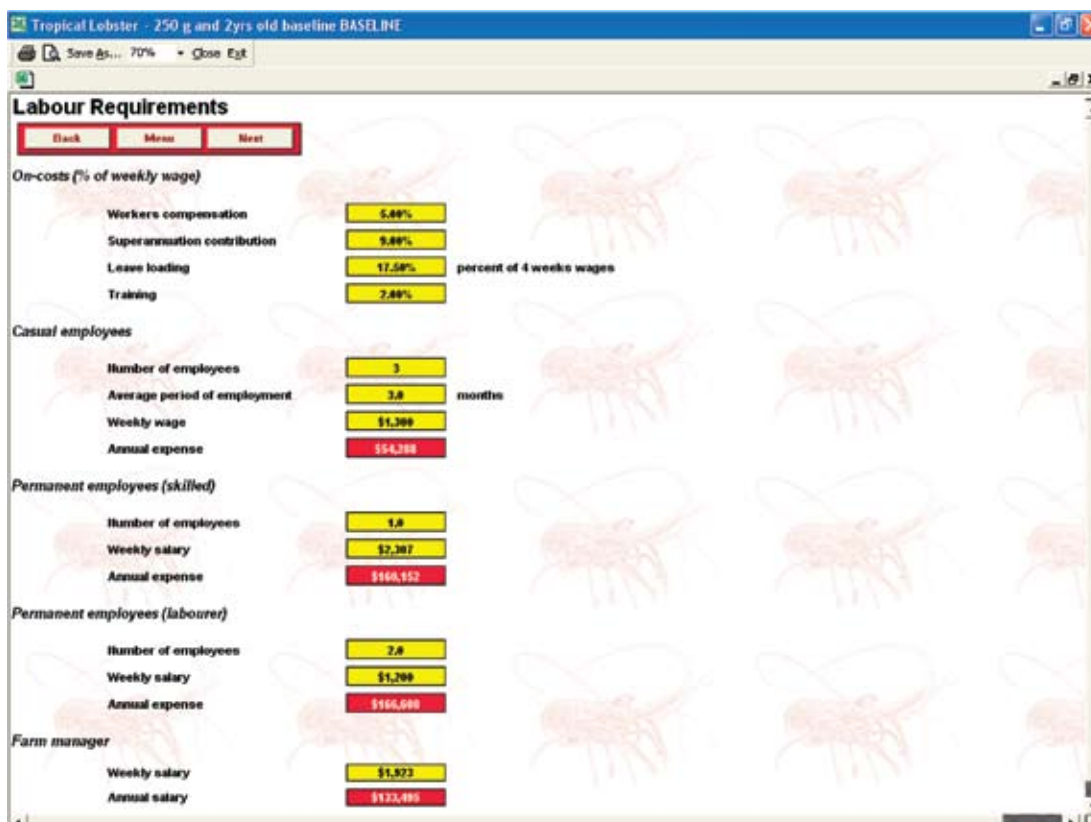 Tropical Lobster - 250 g and 2yrs old baseline BASELINE
Save As... 70% Close Exit
Labour Requirements
Back Menu Next
On-costs (% of weekly wage)
Workers compensation 5.00%
Superannuation contribution 9.00%
Leave loading 17.50% percent of 4 weeks wages
Training 2.00%
Casual employees
Number of employees 3
Average period of employment 3.0 months
Weekly wage $1,300
Annual expense $54,288
Permanent employees (skilled)
Number of employees 1.0
Weekly salary $2,307
Annual expense $160,152
Permanent employees (labourer)
Number of employees 2.0
Weekly salary $1,200
Annual expense $166,608
Farm manager
Weekly salary $1,923
Annual salary $133,495